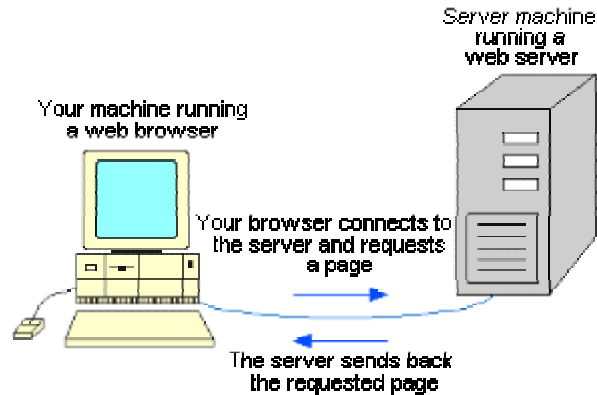 Server machine
running a
web server
Your machine running
a web browser
Your browser connects to
the server and requests
a page
The server sends back
the requested page